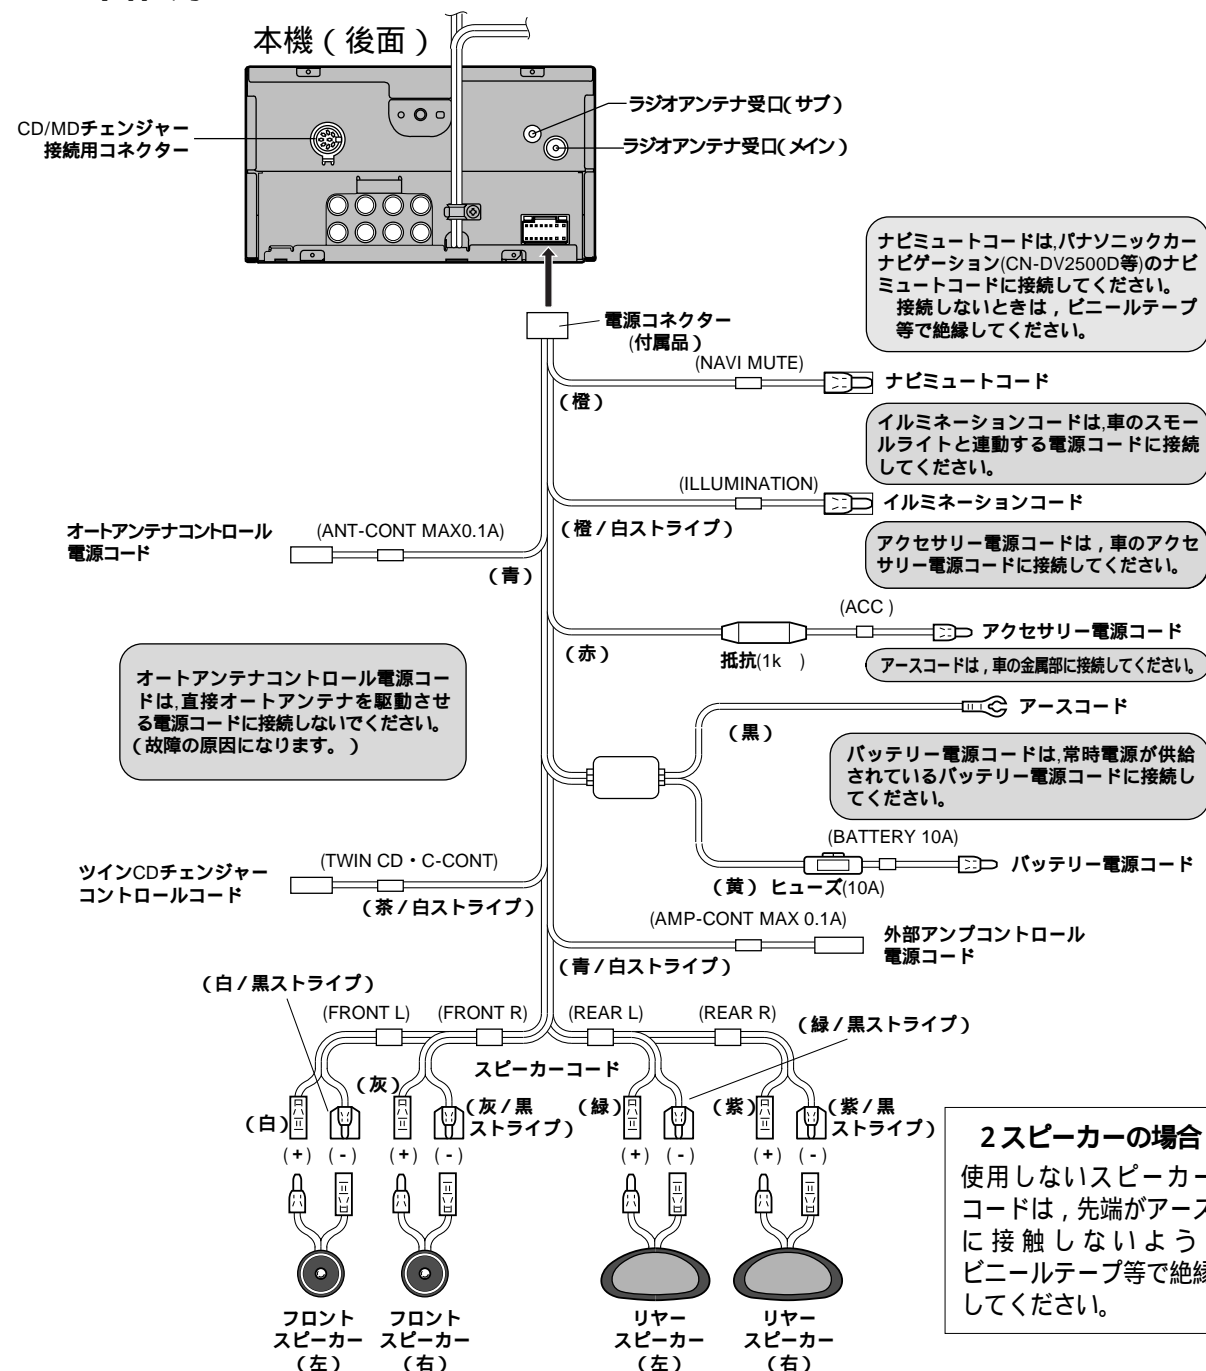 本機(後面)
CD/MDチェンジャー
接続用コネクター
ラジオアンテナ受口(サブ)
ラジオアンテナ受口(メイン)
ナビミュートコードは,パナソニックカー
ナビゲーション(CN-DV2500D等)のナビ
ミュートコードに接続してください。
接続しないときは,ビニールテープ
等で絶縁してください。
電源コネクター
(付属品)
(NAVI MUTE)
ナビミュートコード
(橙)
イルミネーションコードは,車のスモー
ルライトと連動する電源コードに接続
してください。
(ILLUMINATION)
イルミネーションコード
(橙/白ストライプ)
オートアンテナコントロール
電源コード
(ANT-CONT MAX0.1A)
(青)
アクセサリー電源コードは,車のアクセ
サリー電源コードに接続してください。
(ACC)
アクセサリー電源コード
(赤)
抵抗(1k )
アースコードは,車の金属部に接続してください。
アースコード
(黒)
オートアンテナコントロール電源コー
ドは,直接オートアンテナを駆動させ
る電源コードに接続しないでください。
(故障の原因になります。)
バッテリー電源コードは,常時電源が供給
されているバッテリー電源コードに接続し
てください。
(BATTERY 10A)
バッテリー電源コード
(黄) ヒューズ(10A)
ツインCDチェンジャー
コントロールコード
(TWIN CD・C-CONT)
(茶/白ストライプ)
(AMP-CONT MAX 0.1A)
外部アンプコントロール
電源コード
(青/白ストライプ)
(白/黒ストライプ)
(FRONT L) (FRONT R) (REAR L) (REAR R)
(緑/黒ストライプ)
スピーカーコード
(白)
(灰)
(灰/黒
ストライプ)
(緑)
(紫)
(紫/黒
ストライプ)
(+) (-) (+) (-) (+) (-) (+) (-)
フロント
スピーカー
(左)
フロント
スピーカー
(右)
リヤー
スピーカー
(左)
リヤー
スピーカー
(右)
2スピーカーの場合
使用しないスピーカー
コードは,先端がアース
に接触しないよう
ビニールテープ等で絶縁
してください。